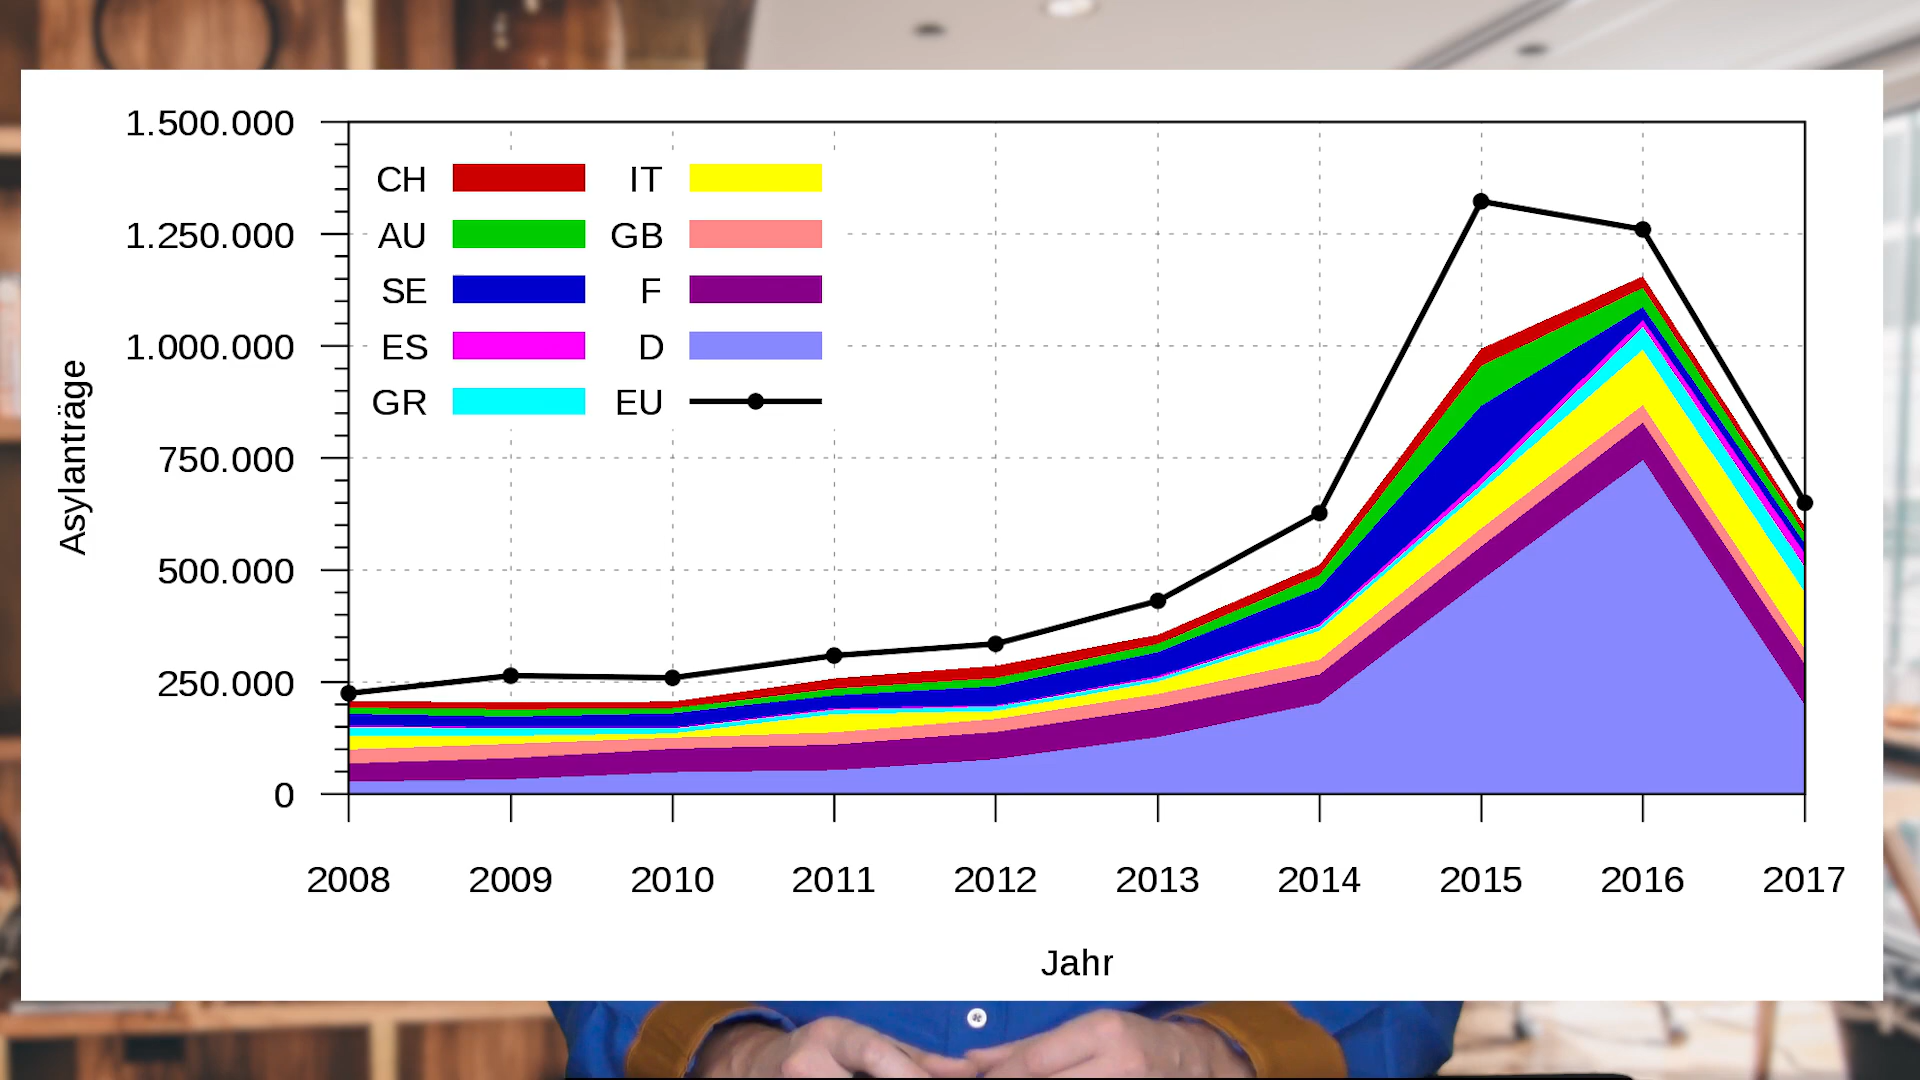 1.500.000
1.250.000
1.000.000
750.000
500.000
250.000
0
Asylanträge
CH IT
AU GB
SE F
ES D
GR EU
2008 2009 2010 2011 2012 2013 2014 2015 2016 2017
Jahr